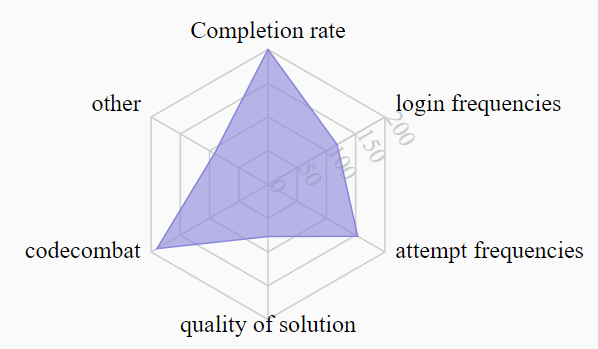 Completion rate
other
login frequencies
200
150
100
50
0
codecombat
attempt frequencies
quality of solution